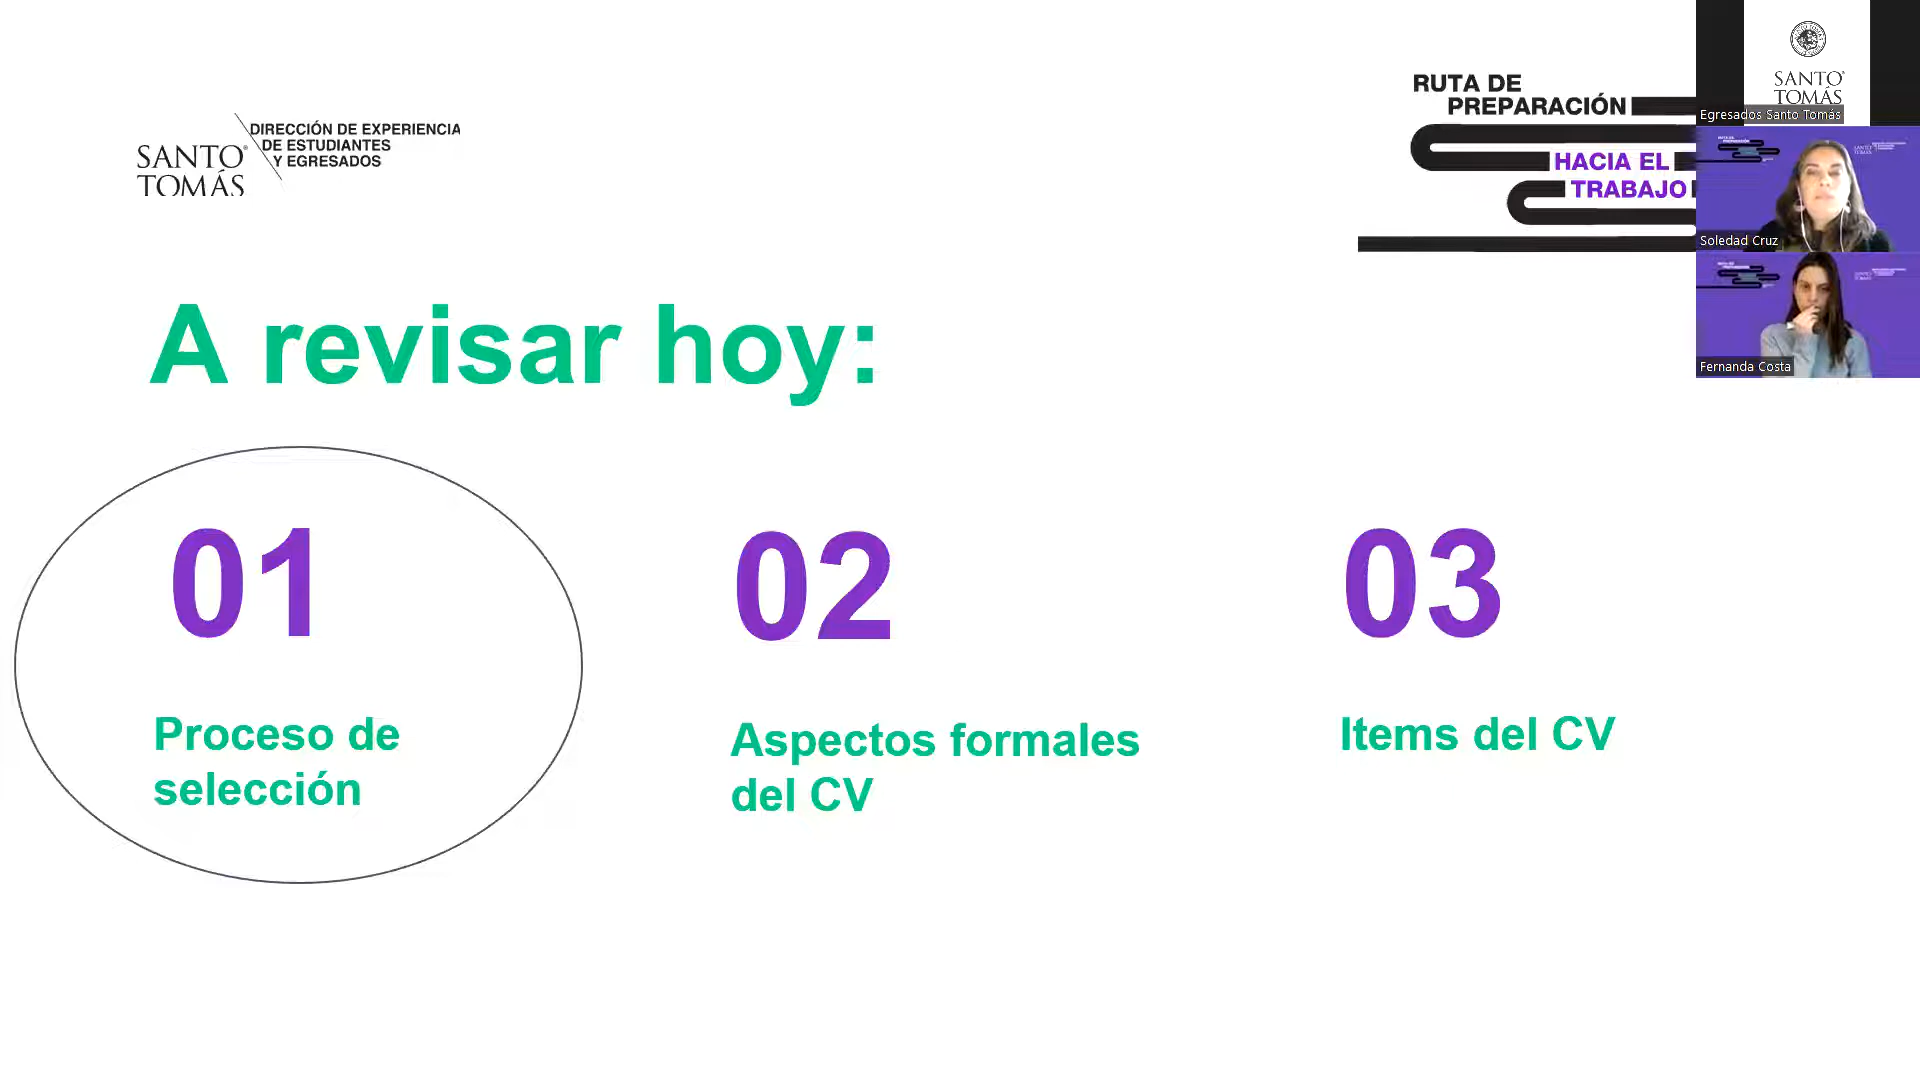 SANTO
TOMÁS
DIRECCIÓN DE EXPERIENCIA
DE ESTUDIANTES
Y EGRESADOS
RUTA DE
PREPARACIÓN
HACIA EL
TRABAJO
SANTO
TOMÁS
Egresados Santo Tomás
Soledad Cruz
Fernanda Costa
A revisar hoy:
01
Proceso de
selección
02
Aspectos formales
del CV
03
Items del CV